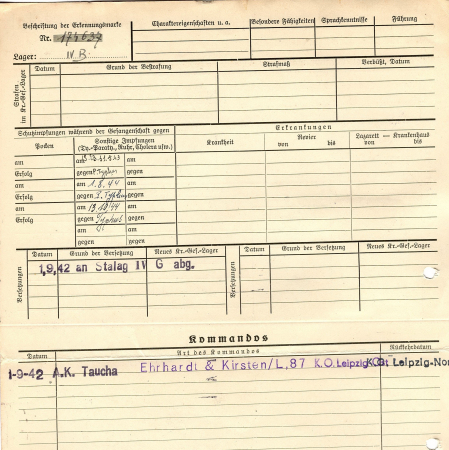 Beschriftung der Erkennungsmarke
Nr. 174637
Lager: IV B.
Charaktereigenschaften u. a.
Besondere Fähigkeiten
Sprachkenntnisse
Führung
Strafen im Kr.-Gef.-Lager
Datum
Grund der Bestrafung
Strafmaß
Verbüßt, Datum
Schutzimpfungen während der Gefangenschaft gegen
Erkrankungen
Pocken
Sonstige Impfungen
(Ty.-Paraty., Ruhr, Cholera usw.)
Krankheit
Revier
von bis
Lazarett – Krankenhaus
von bis
am am
Erfolg gegen
am am 1.8.44
Erfolg gegen
am am
Erfolg gegen Typhus
am
gegen
Versetzungen
Datum
Grund der Versetzung
Neues Kr.-Gef.-Lager
1.9.42 an Stalag IV G abg.
Versetzungen
Datum
Grund der Versetzung
Neues Kr.-Gef.-Lager
Kommandos
Datum
Art des Kommandos
Rückkehrdatum
1-9-42 A.K. Taucha Ehrhardt & Kirsten/L.87 K.O. Leipzig-Ost Leipzig-Nor